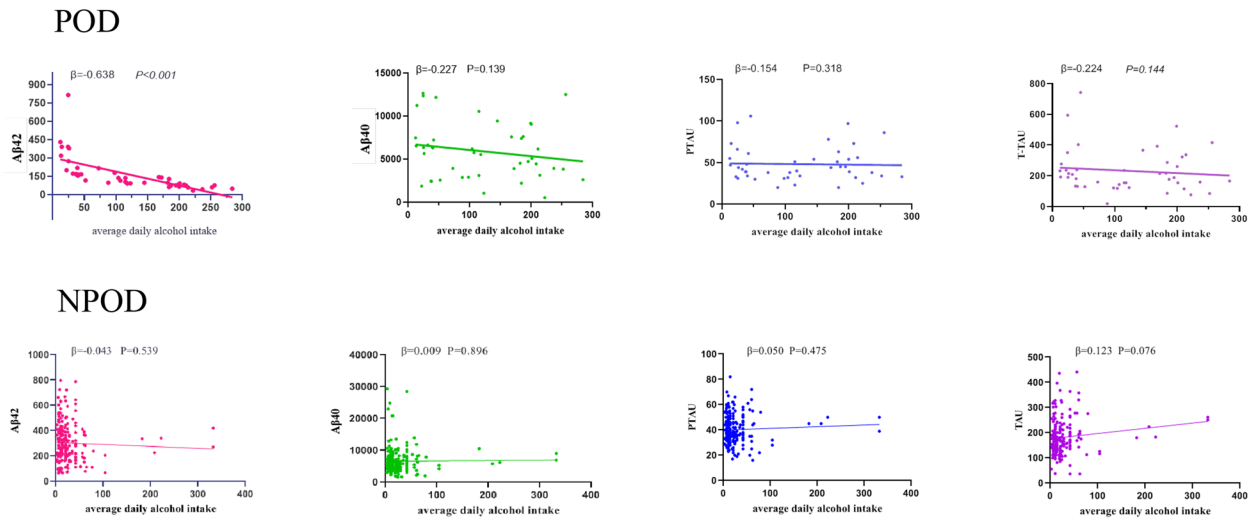 POD
β=-0.638 P<0.001
900
750
600
450
300
150
0
Aβ42
50 100 150 200 250 300
average daily alcohol intake
β=-0.227 P=0.139
15000
10000
5000
0
Aβ40
0 100 200 300
average daily alcohol intake
β=-0.154 P=0.318
150
100
50
0
PTAU
0 100 200 300
average daily alcohol intake
β=-0.224 P=0.144
800
600
400
200
0
T-TAU
0 100 200 300
average daily alcohol intake
NPOD
β=-0.043 P=0.539
1000
800
600
400
200
0
Aβ42
0 100 200 300 400
average daily alcohol intake
β=0.009 P=0.896
40000
30000
20000
10000
0
Aβ40
0 100 200 300 400
average daily alcohol intake
β=0.050 P=0.475
100
80
60
40
20
0
PTAU
0 100 200 300 400
average daily alcohol intake
β=0.123 P=0.076
500
400
300
200
100
0
TAU
0 100 200 300 400
average daily alcohol intake